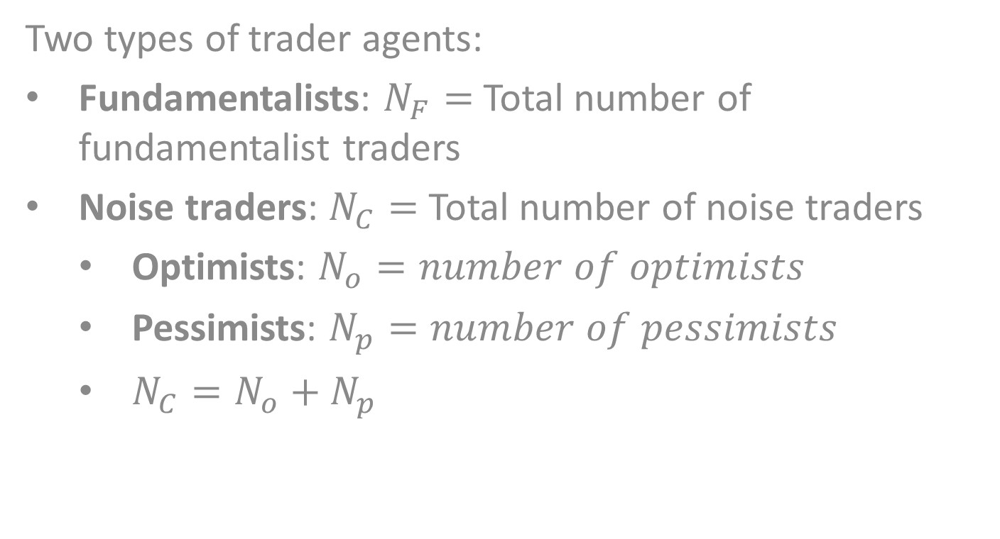 Two types of trader agents:
• Fundamentalists: N_F = Total number of
fundamentalist traders
• Noise traders: N_C = Total number of noise traders
• Optimists: N_o = number of optimists
• Pessimists: N_p = number of pessimists
• N_C = N_o + N_p